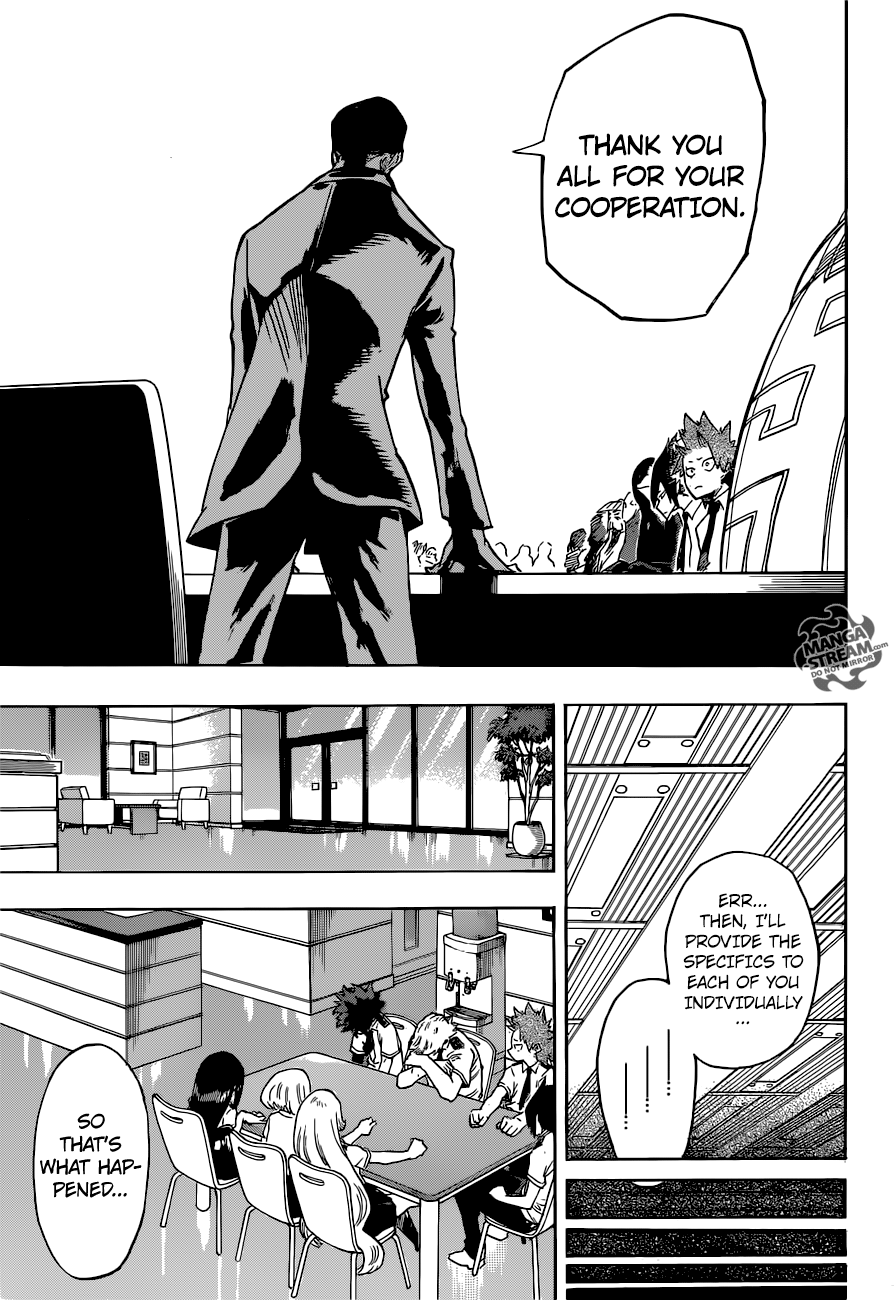 THANK YOU
ALL FOR YOUR
COOPERATION.
MANGA
STREAM.com
DO NOT MIRROR
ERR...
THEN, I'LL
PROVIDE THE
SPECIFICS TO
EACH OF YOU
INDIVIDUALLY
...
SO
THAT'S
WHAT HAP-
PENED...